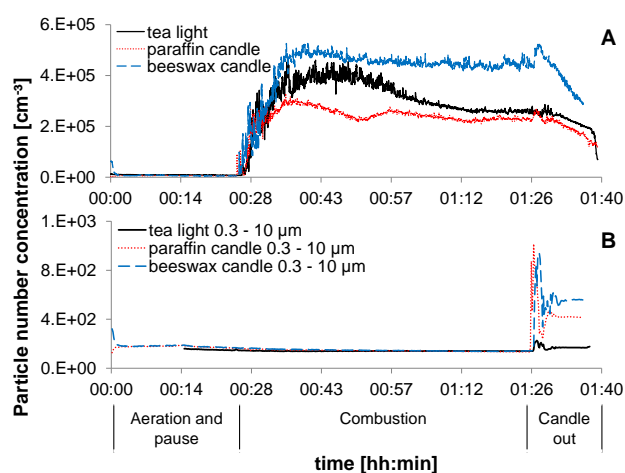 Particle number concentration [cm⁻³]
6.E+05
4.E+05
2.E+05
0.E+00
tea light
paraffin candle
beeswax candle
A
00:00 00:14 00:28 00:43 00:57 01:12 01:26 01:40
1.E+03
8.E+02
6.E+02
4.E+02
2.E+02
0.E+00
tea light 0.3 - 10 µm
paraffin candle 0.3 - 10 µm
beeswax candle 0.3 - 10 µm
B
00:00 00:14 00:28 00:43 00:57 01:12 01:26 01:40
Aeration and
pause
Combustion
Candle
out
time [hh:min]